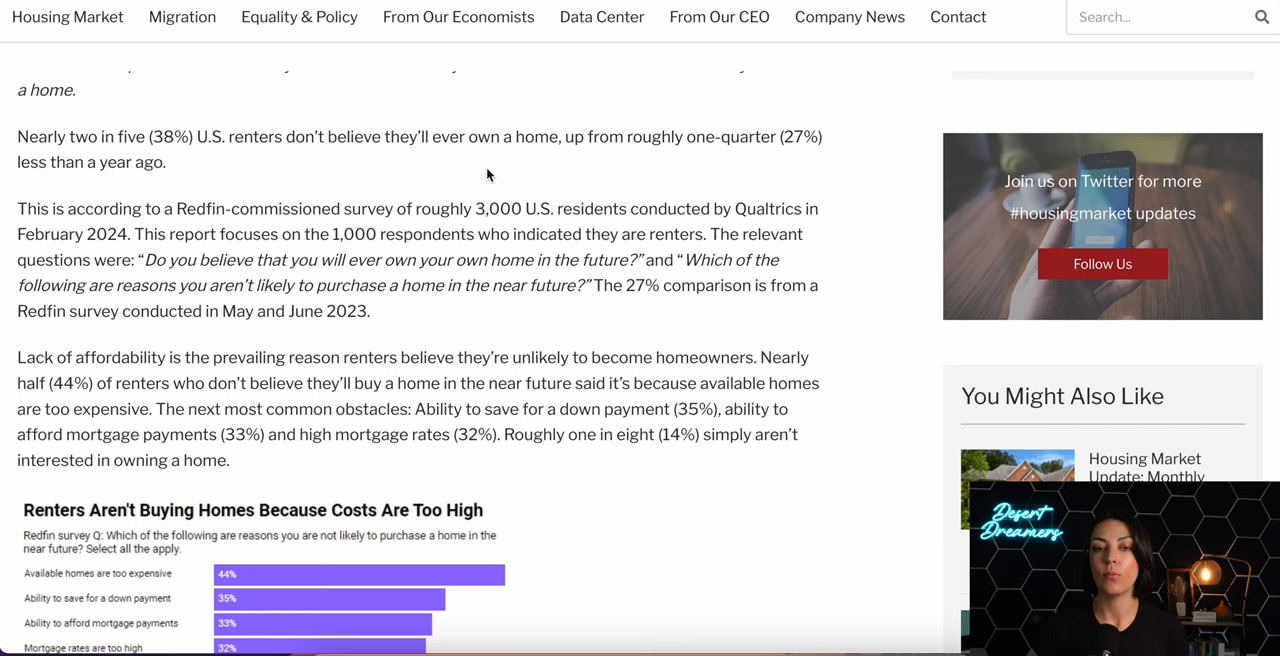 Housing Market Migration Equality & Policy From Our Economists Data Center From Our CEO Company News Contact Search...
a home.
Nearly two in five (38%) U.S. renters don’t believe they’ll ever own a home, up from roughly one-quarter (27%)
less than a year ago.
This is according to a Redfin-commissioned survey of roughly 3,000 U.S. residents conducted by Qualtrics in
February 2024. This report focuses on the 1,000 respondents who indicated they are renters. The relevant
questions were: “Do you believe that you will ever own your own home in the future?” and “Which of the
following are reasons you aren’t likely to purchase a home in the near future?” The 27% comparison is from a
Redfin survey conducted in May and June 2023.
Lack of affordability is the prevailing reason renters believe they’re unlikely to become homeowners. Nearly
half (44%) of renters who don’t believe they’ll buy a home in the near future said it’s because available homes
are too expensive. The next most common obstacles: Ability to save for a down payment (35%), ability to
afford mortgage payments (33%) and high mortgage rates (32%). Roughly one in eight (14%) simply aren’t
interested in owning a home.
Renters Aren't Buying Homes Because Costs Are Too High
Redfin survey Q: Which of the following are reasons you are not likely to purchase a home in the
near future? Select all the apply.
Available homes are too expensive 44%
Ability to save for a down payment 35%
Ability to afford mortgage payments 33%
Mortgage rates are too high 32%
Join us on Twitter for more
#housingmarket updates
Follow Us
You Might Also Like
Housing Market
Update: Monthly
Desert
Dreamers